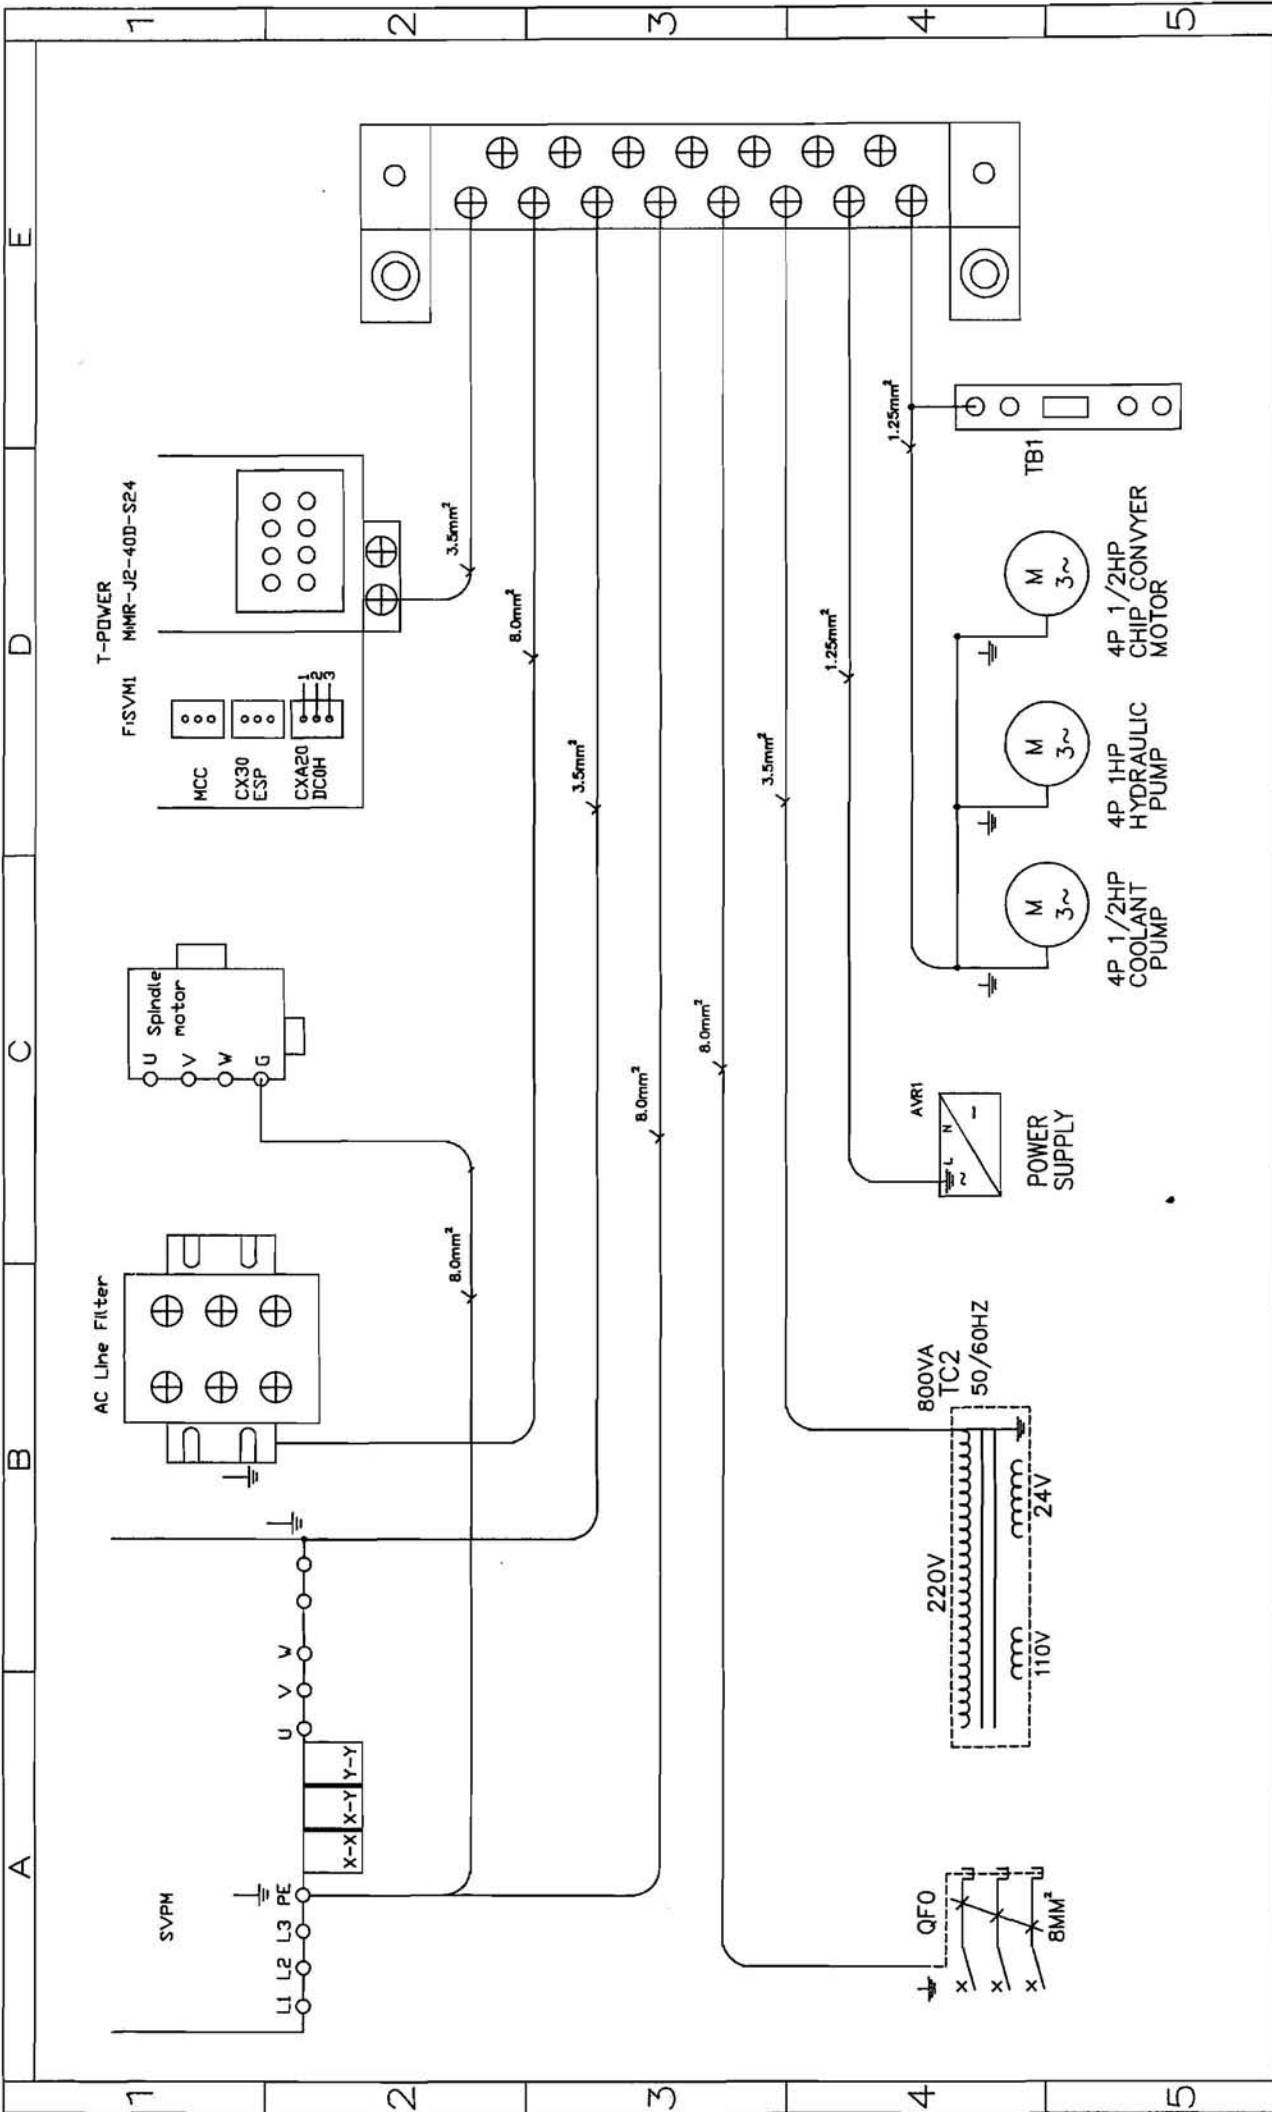 A
B
C
D
E
1
2
3
4
5
1
2
3
4
5
SVPM
L1 L2 L3 PE
X-X X-Y Y-Y
U V W
AC Line Filter
U Spindle
V motor
W
G
T-POWER
FiSVM1 MMR-J2-40D-S24
MCC
CX30
ESP
CXA20
DCOH
1
2
3
8.0mm²
3.5mm²
8.0mm²
3.5mm²
8.0mm²
8.0mm²
3.5mm²
1.25mm²
1.25mm²
QF0
8MM²
800VA
TC2
50/60HZ
220V
110V
24V
AVR1
L N
~
POWER
SUPPLY
M
3~
4P 1/2HP
COOLANT
PUMP
M
3~
4P 1HP
HYDRAULIC
PUMP
M
3~
4P 1/2HP
CHIP CONVYER
MOTOR
TB1